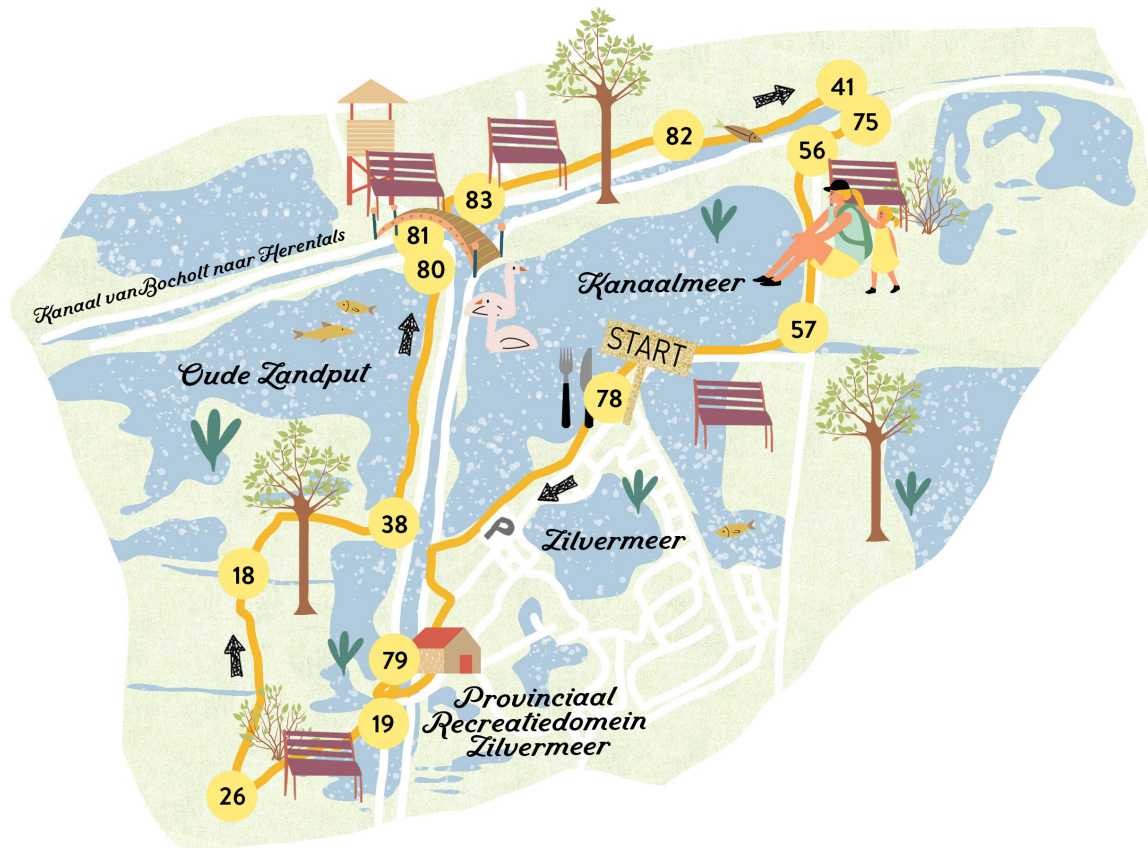 41
75
82
56
83
81
80
Kanaal van Bocholt naar Herentals
Kanaalmeer
57
START
Oude Zandput
78
38
P
Zilvermeer
18
79
Provinciaal
Recreatiedomein
Zilvermeer
19
26